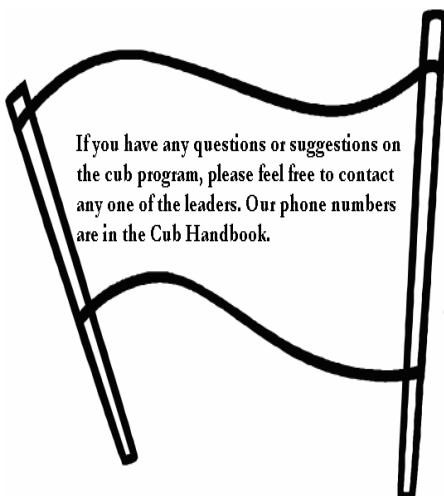 If you have any questions or suggestions on
the cub program, please feel free to contact
any one of the leaders. Our phone numbers
are in the Cub Handbook.